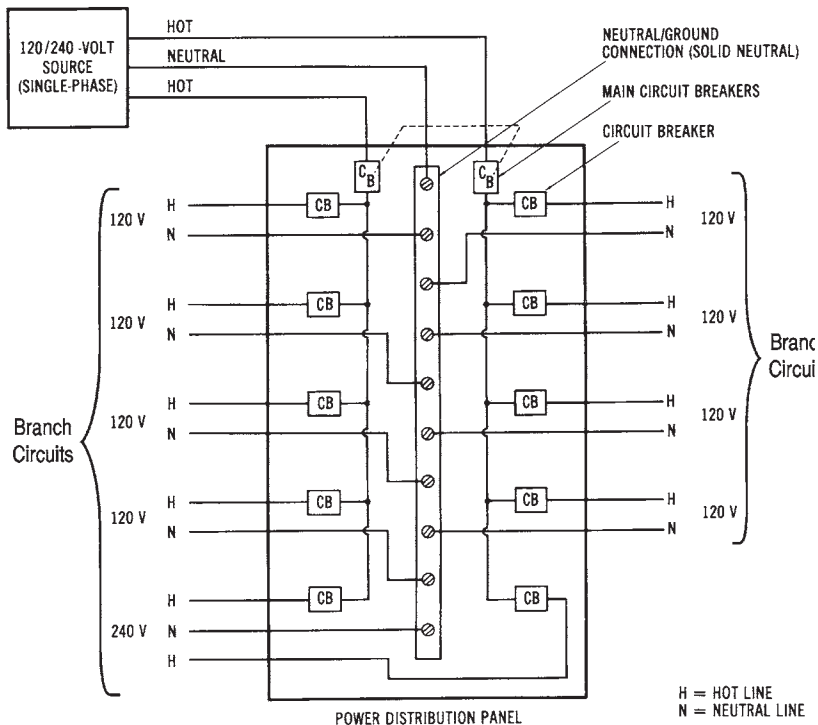 HOT
120/240 -VOLT
SOURCE
(SINGLE-PHASE)
NEUTRAL
HOT
NEUTRAL/GROUND
CONNECTION (SOLID NEUTRAL)
MAIN CIRCUIT BREAKERS
CIRCUIT BREAKER
CB
CB
H CB CB H
120 V 120 V
N N
H CB CB H
120 V 120 V
N N
Branch
Circui
H CB CB H
120 V 120 V
N N
Branch
Circuits
H CB CB H
120 V 120 V
N N
H CB CB
240 V N
H
POWER DISTRIBUTION PANEL
H = HOT LINE
N = NEUTRAL LINE